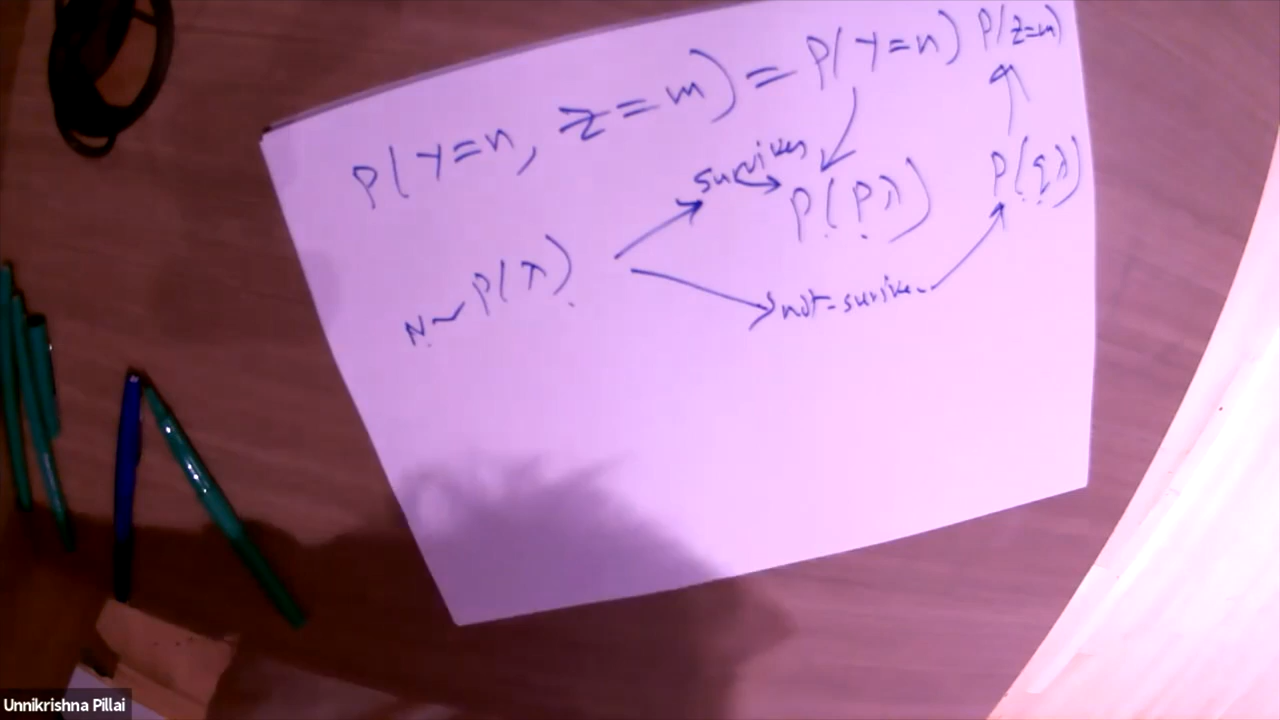 P(Y=n, Z=m) = P(Y=n) P(Z=m)
survives → P(pλ) P(qλ)
N ~ P(λ)
not-survive
Unnikrishna Pillai